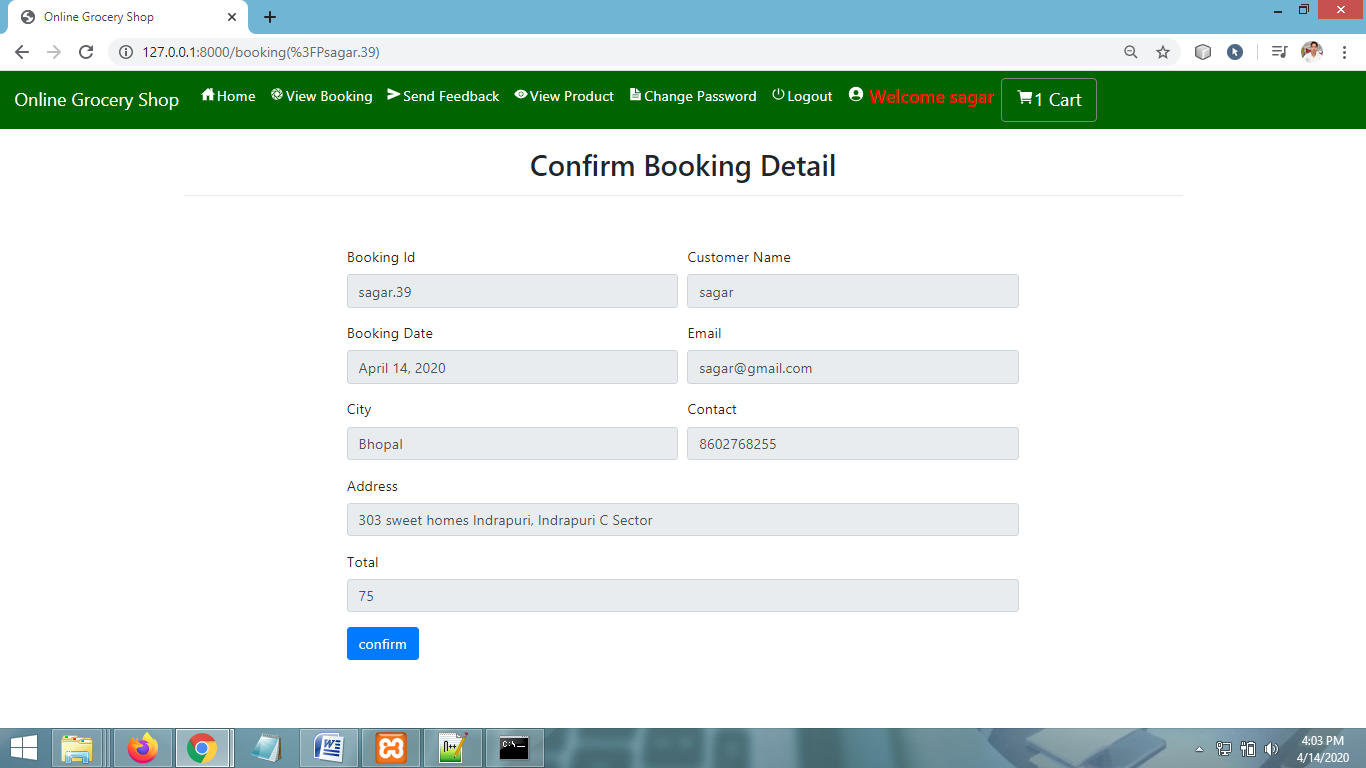 Online Grocery Shop
127.0.0.1:8000/booking(%3FPsagar.39)
Online Grocery Shop Home View Booking Send Feedback View Product Change Password Logout Welcome sagar 1 Cart
Confirm Booking Detail
Booking Id Customer Name
sagar.39 sagar
Booking Date Email
April 14, 2020 sagar@gmail.com
City Contact
Bhopal 8602768255
Address
303 sweet homes Indrapuri, Indrapuri C Sector
Total
75
confirm
4:03 PM
4/14/2020